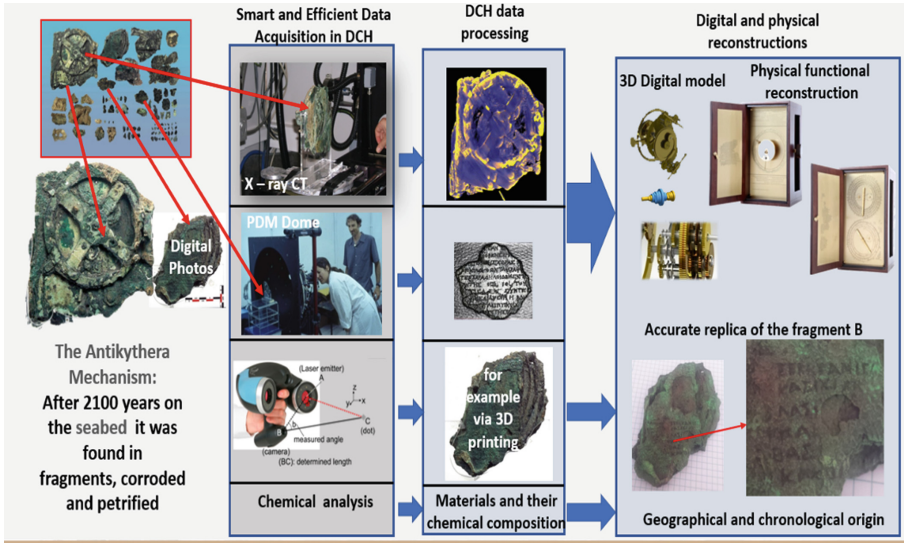 Smart and Efficient Data
Acquisition in DCH
DCH data
processing
Digital and physical
reconstructions
3D Digital model
Physical functional
reconstruction
X – ray CT
PDM Dome
Digital
Photos
The Antikythera
Mechanism:
After 2100 years on
the seabed it was
found in
fragments, corroded
and petrified
(Laser emitter)
A
z
y
x
C
(dot)
B
b
measured angle
(camera)
(BC): determined length
for
example
via 3D
printing
Accurate replica of the fragment B
Chemical analysis
Materials and their
chemical composition
Geographical and chronological origin